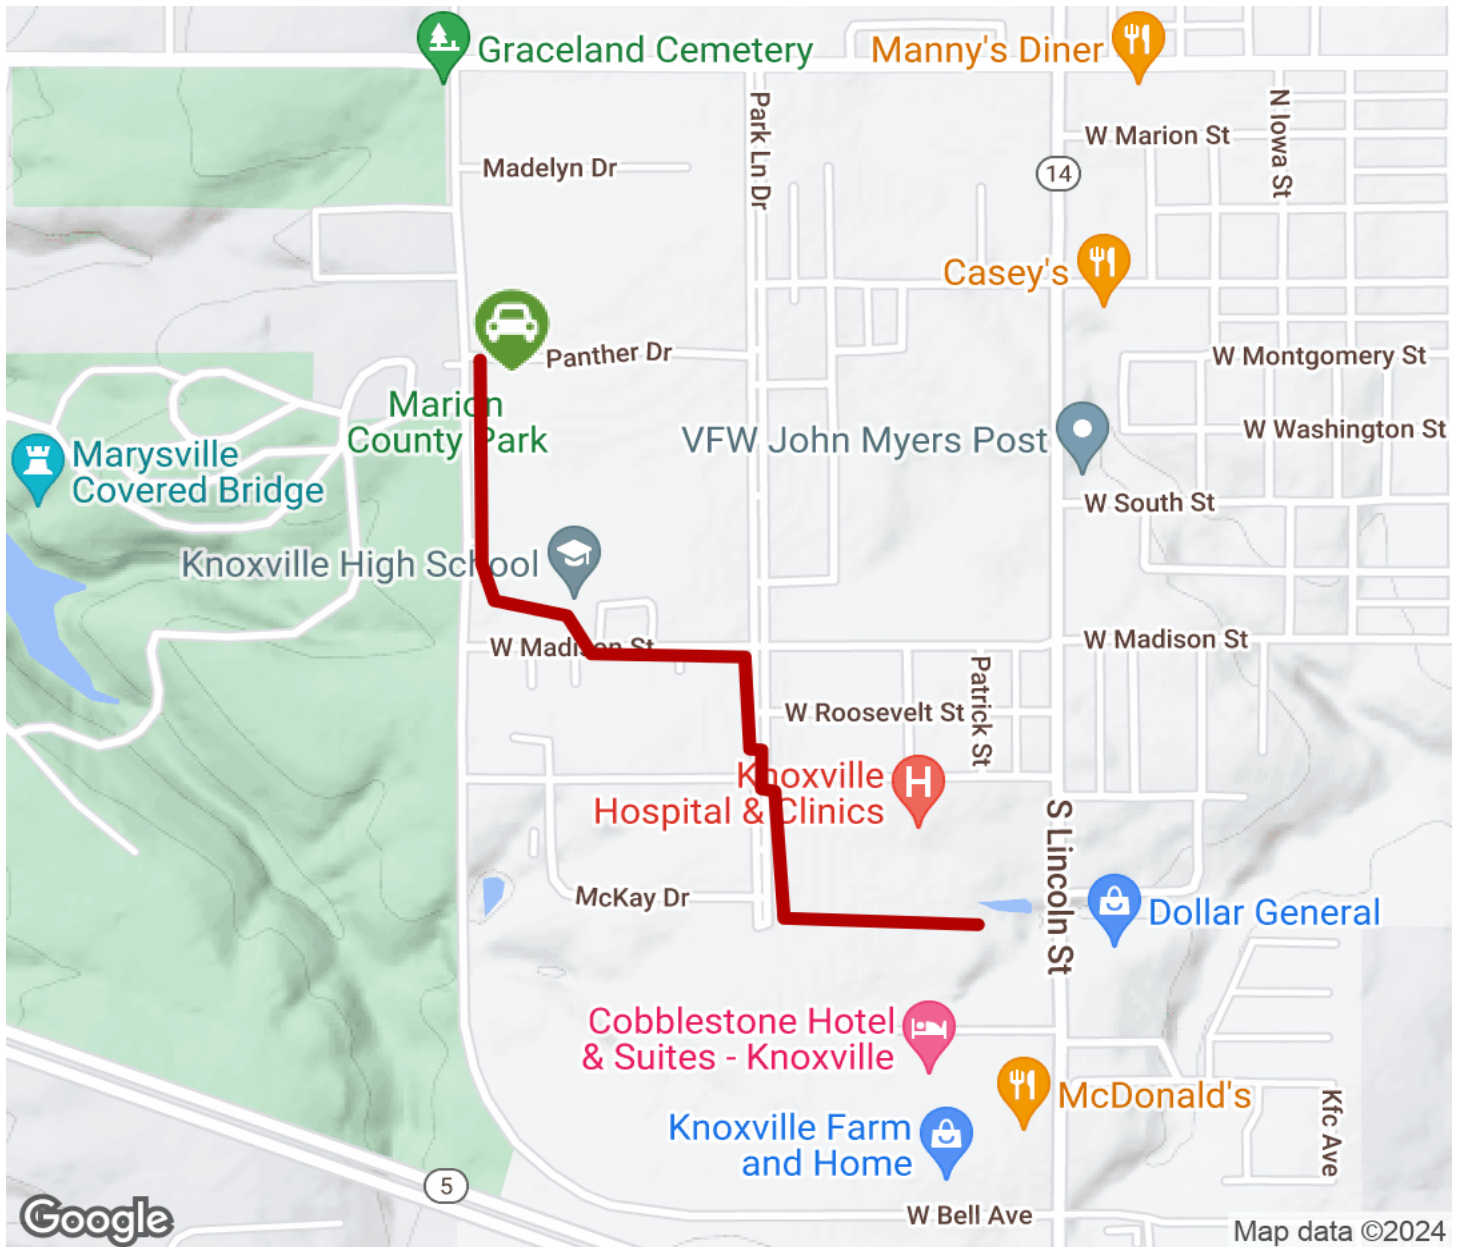 Graceland Cemetery
Manny's Diner
Park Ln Dr
N Iowa St
W Marion St
Madelyn Dr
14
Casey's
Panther Dr
W Montgomery St
Marion
County Park
VFW John Myers Post
W Washington St
Marysville
Covered Bridge
W South St
Knoxville High School
W Madison St
W Madison St
Patrick St
W Roosevelt St
Knoxville
Hospital & Clinics
S Lincoln St
McKay Dr
Dollar General
Cobblestone Hotel
& Suites - Knoxville
McDonald's
Kfc Ave
Knoxville Farm
and Home
5
W Bell Ave
Google
Map data ©2024